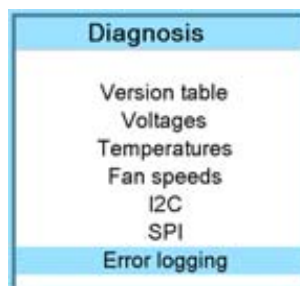 Diagnosis
Version table
Voltages
Temperatures
Fan speeds
I2C
SPI
Error logging